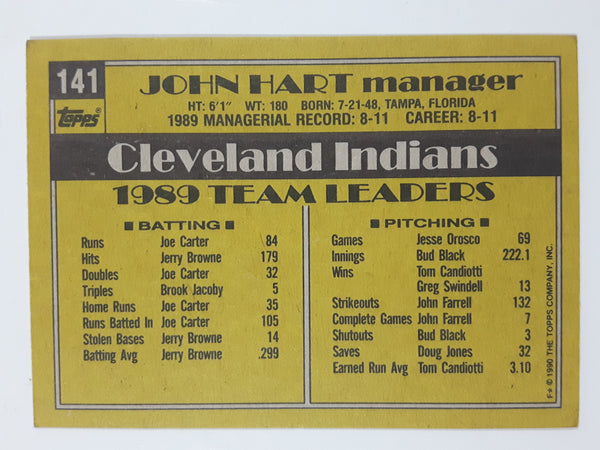 141
Topps®
JOHN HART manager
HT: 6'1" WT: 180 BORN: 7-21-48, TAMPA, FLORIDA
1989 MANAGERIAL RECORD: 8-11 CAREER: 8-11
Cleveland Indians
1989 TEAM LEADERS
BATTING
Runs Joe Carter 84
Hits Jerry Browne 179
Doubles Joe Carter 32
Triples Brook Jacoby 5
Home Runs Joe Carter 35
Runs Batted In Joe Carter 105
Stolen Bases Jerry Browne 14
Batting Avg Jerry Browne .299
PITCHING
Games Jesse Orosco 69
Innings Bud Black 222.1
Wins Tom Candiotti
Greg Swindell 13
Strikeouts John Farrell 132
Complete Games John Farrell 7
Shutouts Bud Black 3
Saves Doug Jones 32
Earned Run Avg Tom Candiotti 3.10
F* © 1990 THE TOPPS COMPANY, INC.